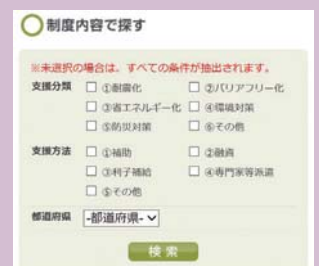 制度内容で探す
※未選択の場合は、すべての条件が抽出されます。
支援分類 ①耐震化 ②バリアフリー化
③省エネルギー化 ④環境対策
⑤防災対策 ⑥その他
支援方法 ①補助 ②融資
③利子補給 ④専門家等派遣
⑤その他
都道府県 -都道府県-
検索